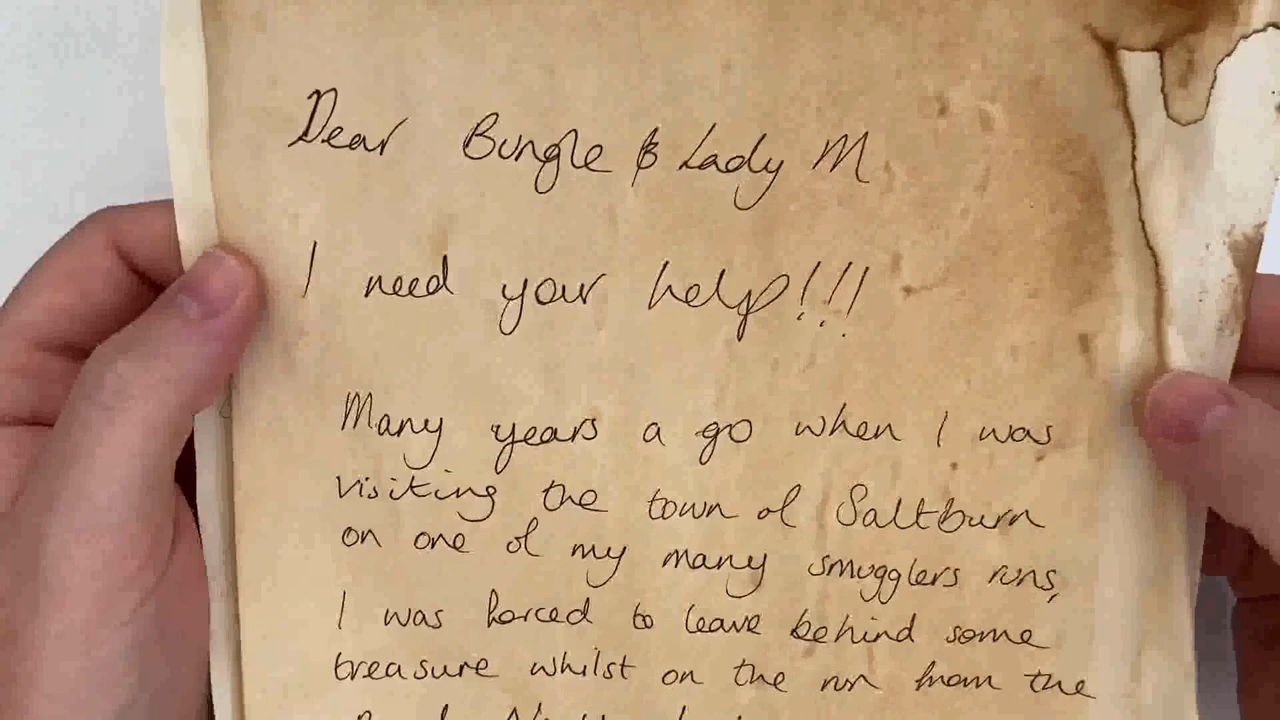 Dear Bungle & Lady M
I need your help!!!
Many years a go when I was
visiting the town of Saltburn
on one of my many smugglers runs,
I was forced to leave behind some
treasure whilst on the run from the